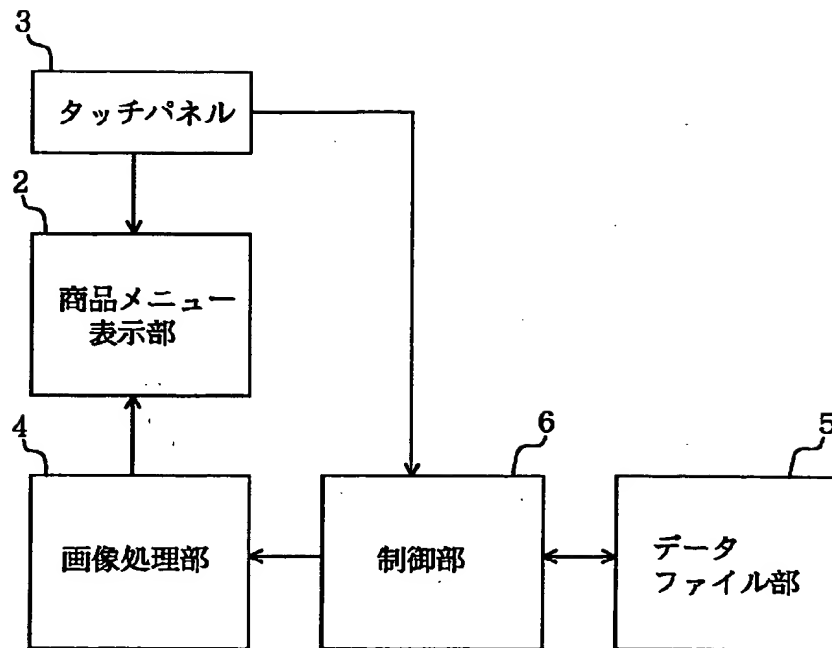 3
タッチパネル
2
商品メニュー
表示部
4
画像処理部
6
制御部
5
データ
ファイル部